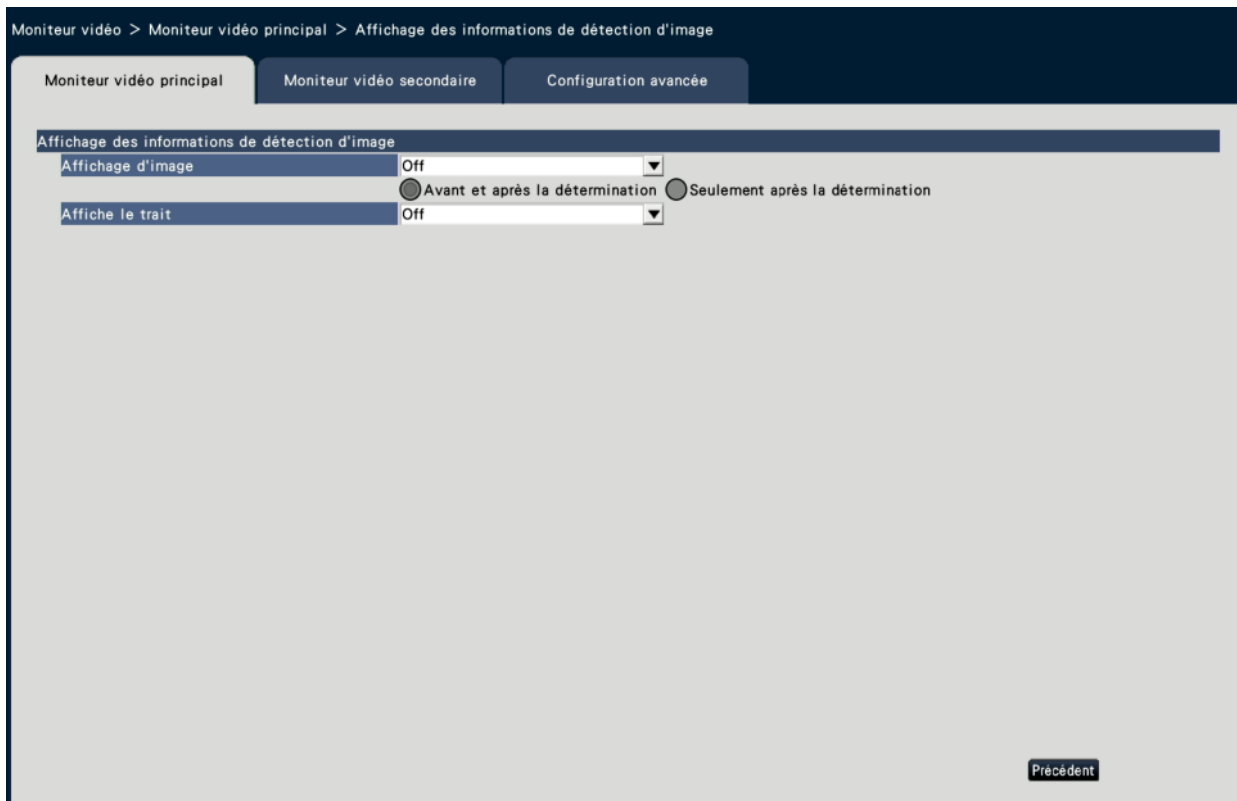 Moniteur vidéo > Moniteur vidéo principal > Affichage des informations de détection d'image
Moniteur vidéo principal Moniteur vidéo secondaire Configuration avancée
Affichage des informations de détection d'image
Affichage d'image Off
Avant et après la détermination Seulement après la détermination
Affiche le trait Off
Précédent